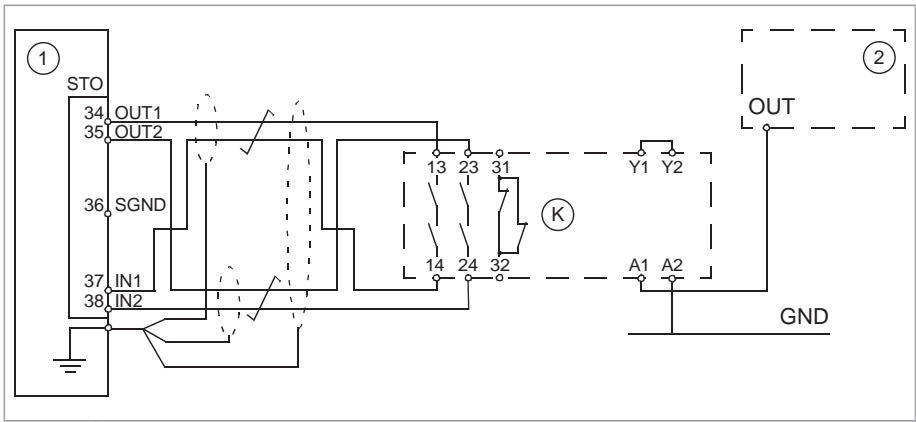 1
2
STO
OUT
34 OUT1
35 OUT2
13 23 31
Y1 Y2
36 SGND
K
14 24 32
A1 A2
37 IN1
38 IN2
GND